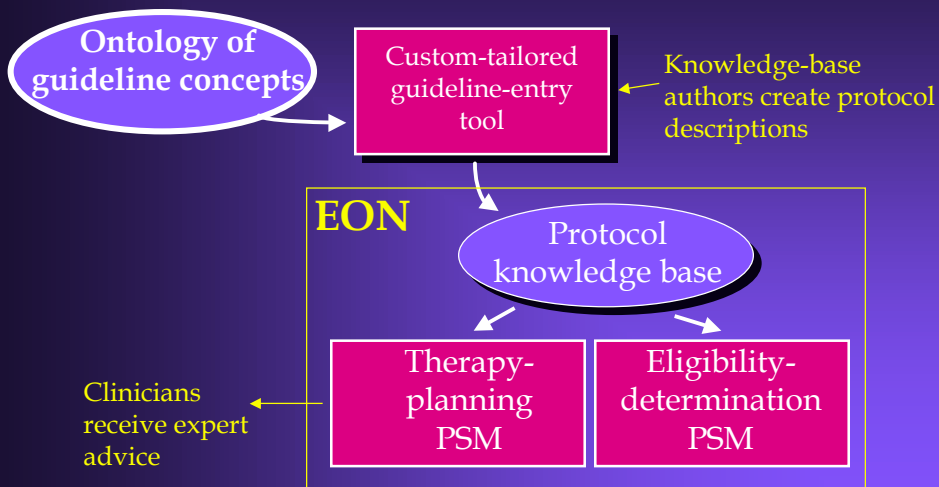 Ontology of
guideline concepts
Custom-tailored
guideline-entry
tool
Knowledge-base
authors create protocol
descriptions
EON
Protocol
knowledge base
Therapy-
planning
PSM
Eligibility-
determination
PSM
Clinicians
receive expert
advice